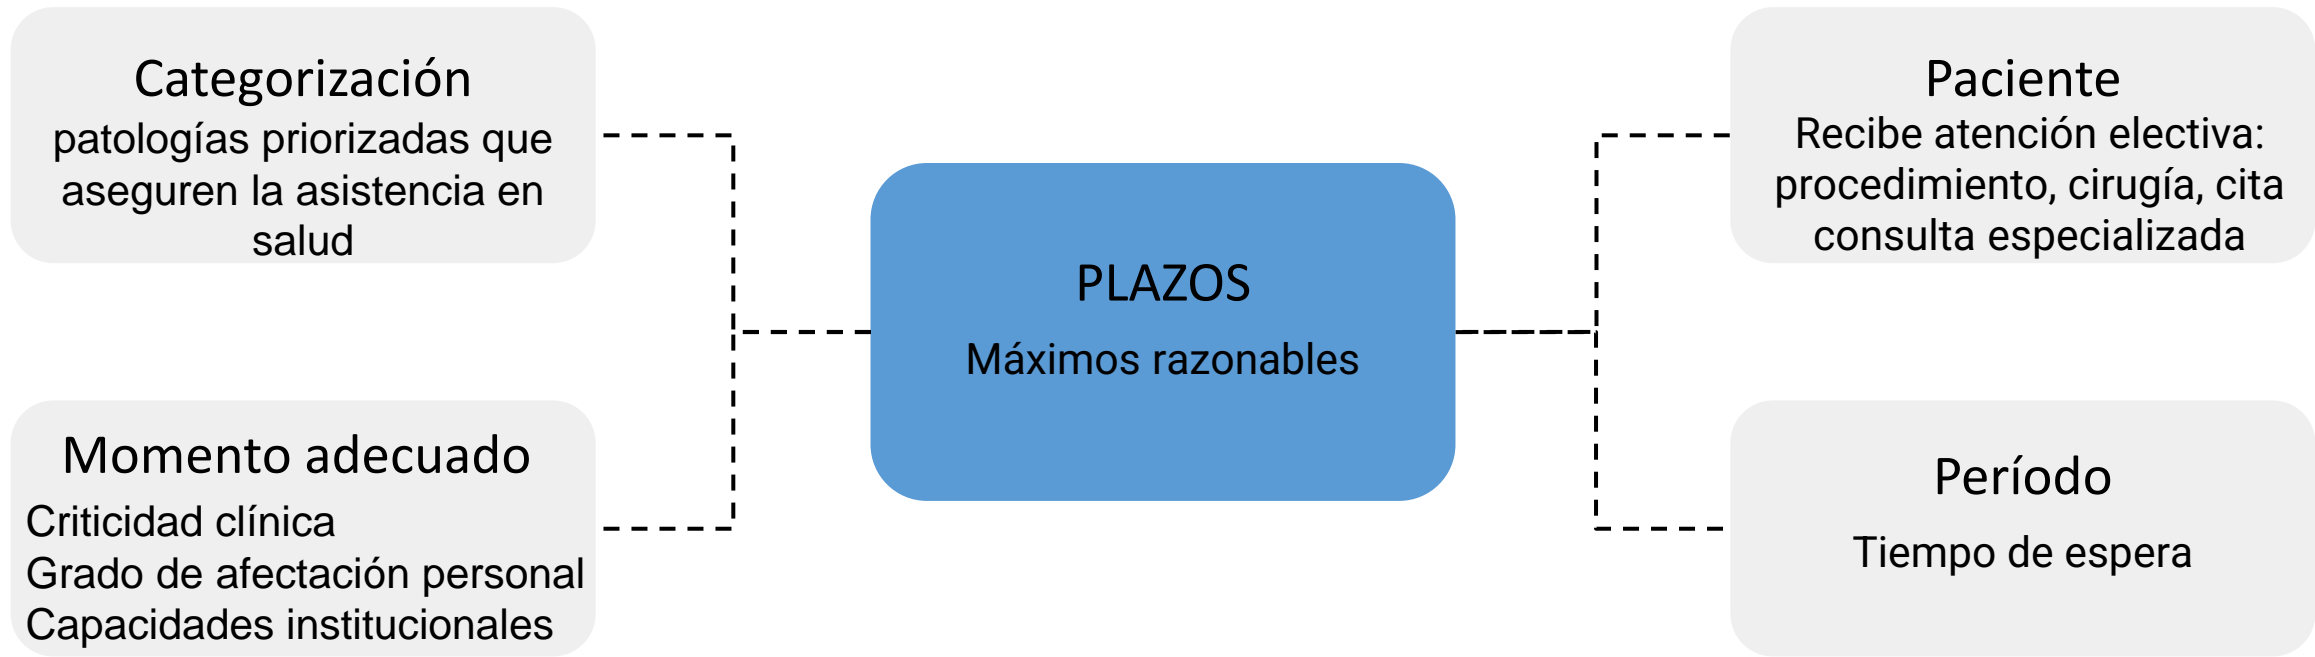 Categorización
patologías priorizadas que
aseguren la asistencia en
salud
Momento adecuado
Criticidad clínica
Grado de afectación personal
Capacidades institucionales
PLAZOS
Máximos razonables
Paciente
Recibe atención electiva:
procedimiento, cirugía, cita
consulta especializada
Período
Tiempo de espera